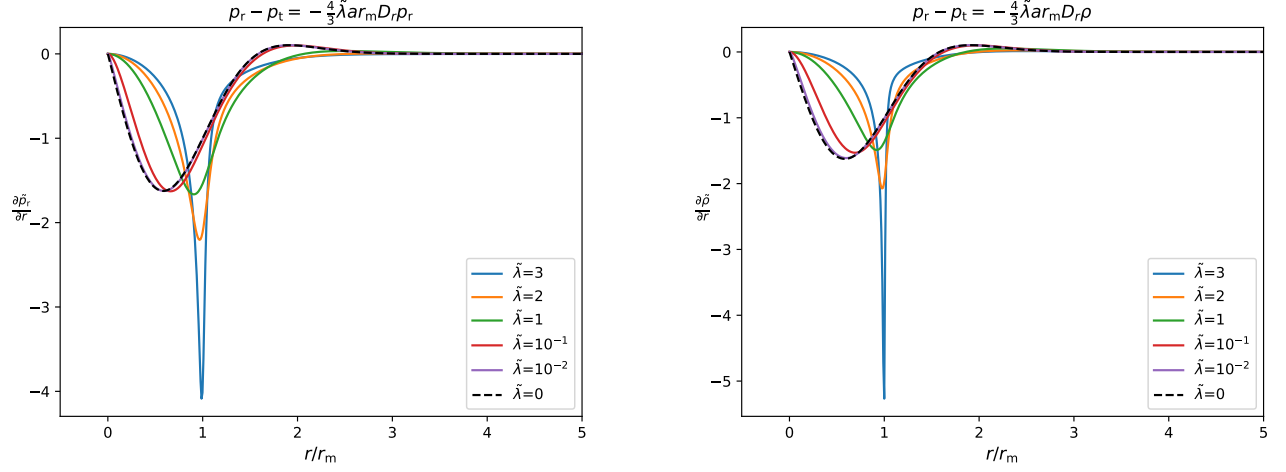 p_r − p_t = −4/3 λ̃ a r_m D_r p_r
0
−1
−2
−3
−4
∂p̃_r/∂r
λ̃=3
λ̃=2
λ̃=1
λ̃=10⁻¹
λ̃=10⁻²
λ̃=0
0 1 2 3 4 5
r/r_m
p_r − p_t = −4/3 λ̃ a r_m D_r ρ
0
−1
−2
−3
−4
−5
∂ρ̃/∂r
λ̃=3
λ̃=2
λ̃=1
λ̃=10⁻¹
λ̃=10⁻²
λ̃=0
0 1 2 3 4 5
r/r_m